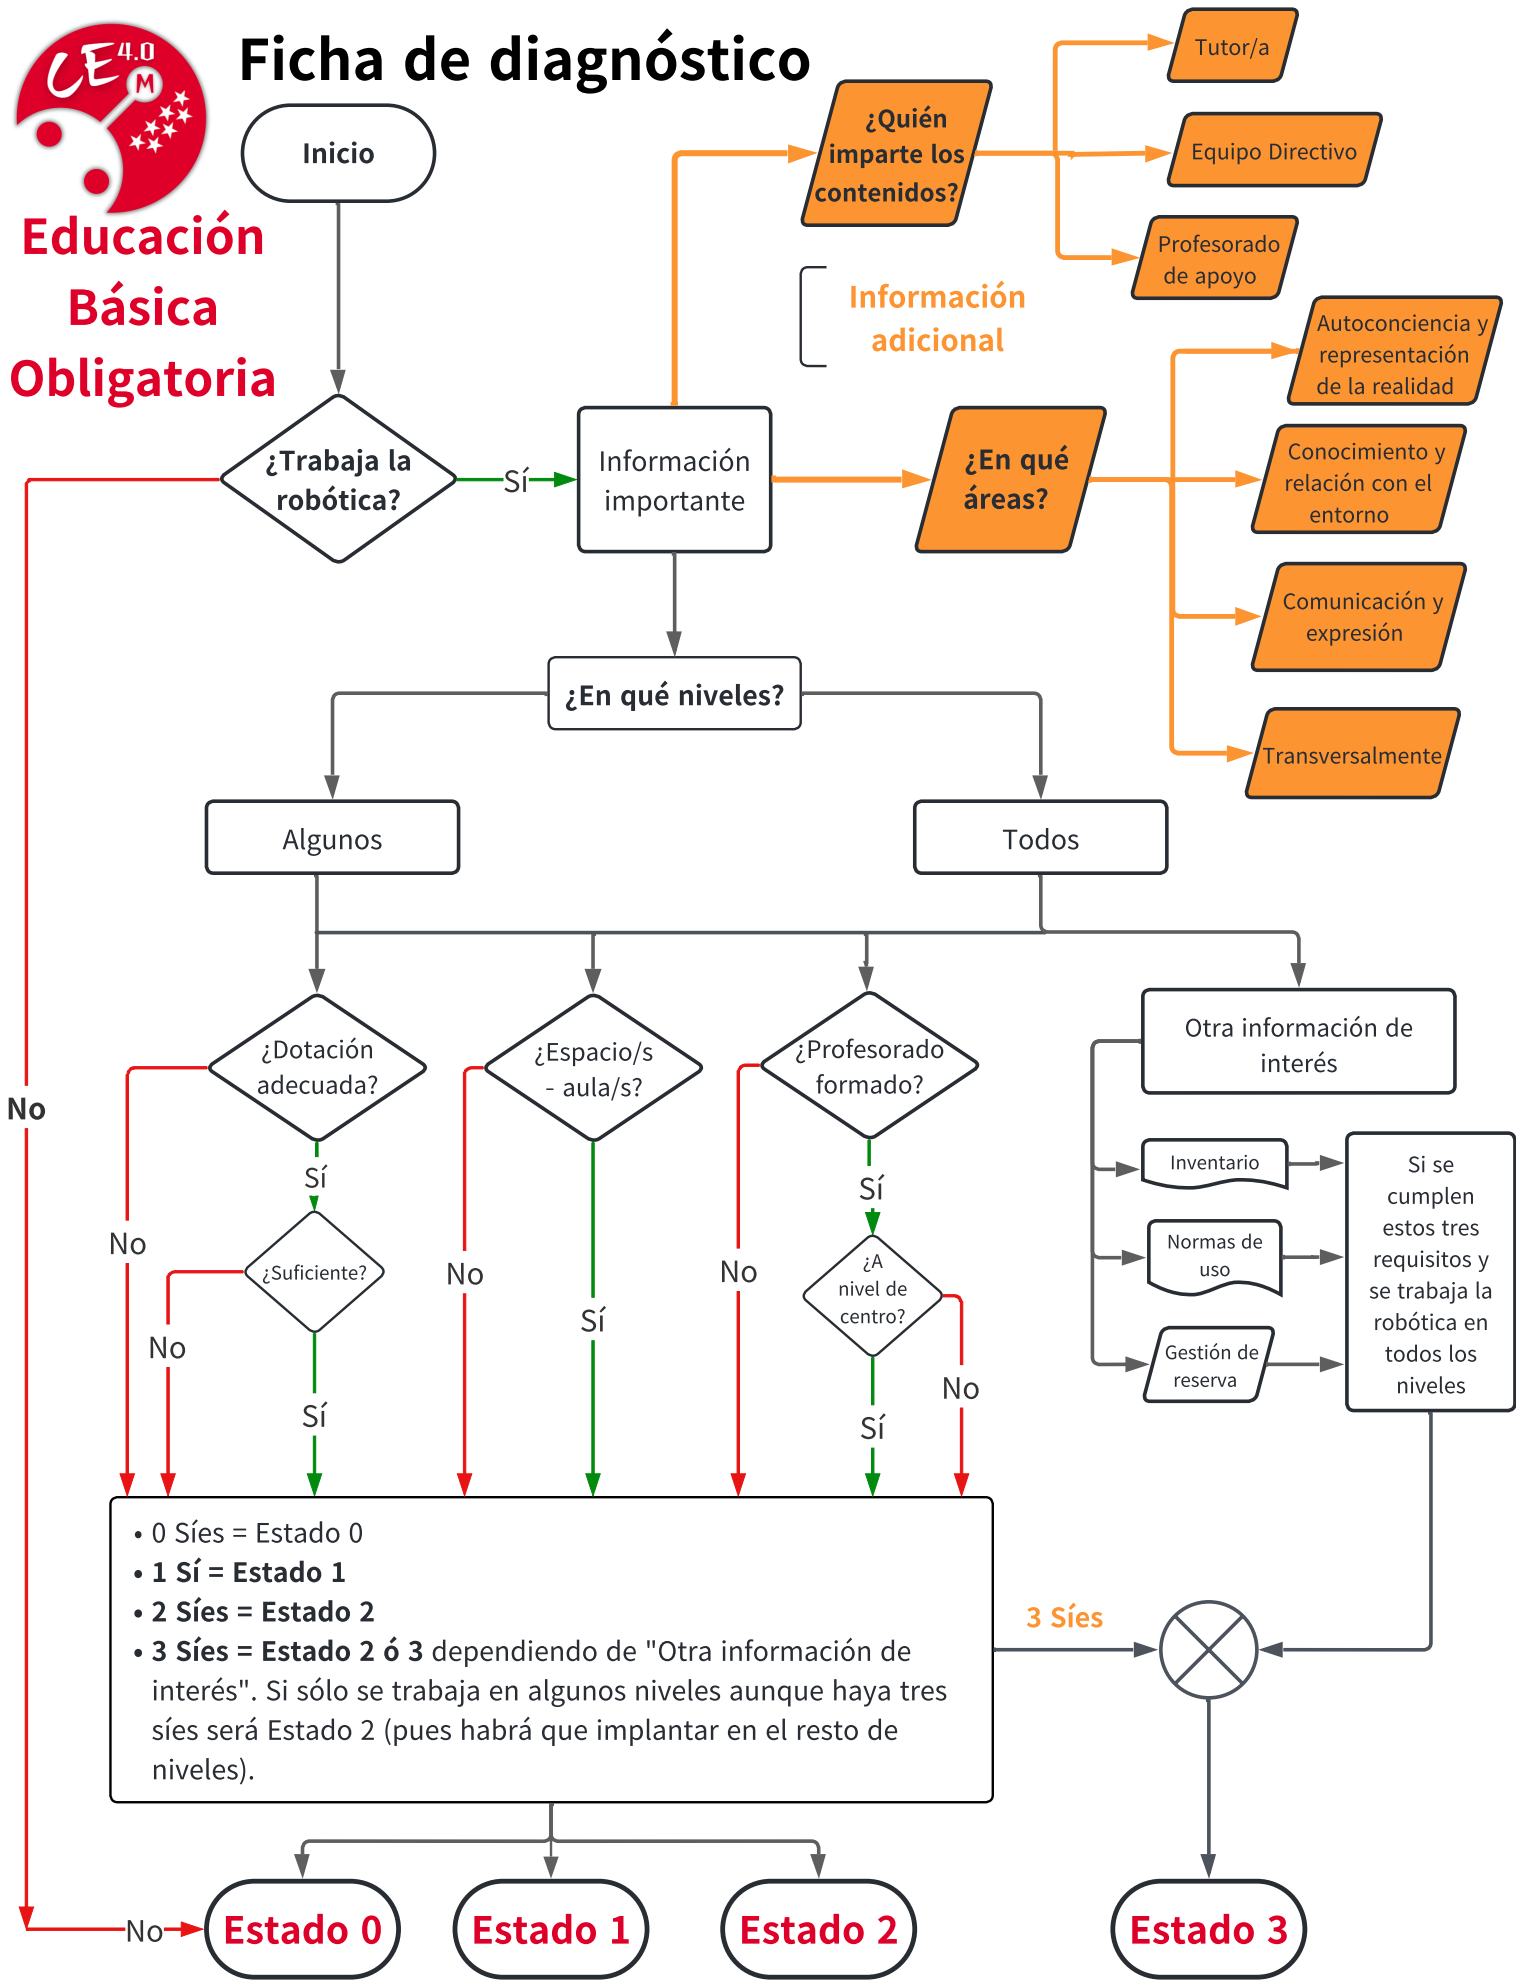 CE 4.0
M
Ficha de diagnóstico
Educación
Básica
Obligatoria
Inicio
¿Quién
imparte los
contenidos?
Tutor/a
Equipo Directivo
Profesorado
de apoyo
Información
adicional
¿Trabaja la
robótica?
Sí
Información
importante
¿En qué
áreas?
Autoconciencia y
representación
de la realidad
Conocimiento y
relación con el
entorno
Comunicación y
expresión
Transversalmente
¿En qué niveles?
Algunos
Todos
No
¿Dotación
adecuada?
¿Espacio/s
- aula/s?
¿Profesorado
formado?
Otra información de
interés
Sí
Sí
Inventario
Normas de
uso
Gestión de
reserva
Si se
cumplen
estos tres
requisitos y
se trabaja la
robótica en
todos los
niveles
No
¿Suficiente?
No
No
Sí
No
¿A
nivel de
centro?
No
Sí
Sí
• 0 Síes = Estado 0
• 1 Sí = Estado 1
• 2 Síes = Estado 2
• 3 Síes = Estado 2 ó 3 dependiendo de "Otra información de
interés". Si sólo se trabaja en algunos niveles aunque haya tres
síes será Estado 2 (pues habrá que implantar en el resto de
niveles).
3 Síes
No
Estado 0
Estado 1
Estado 2
Estado 3